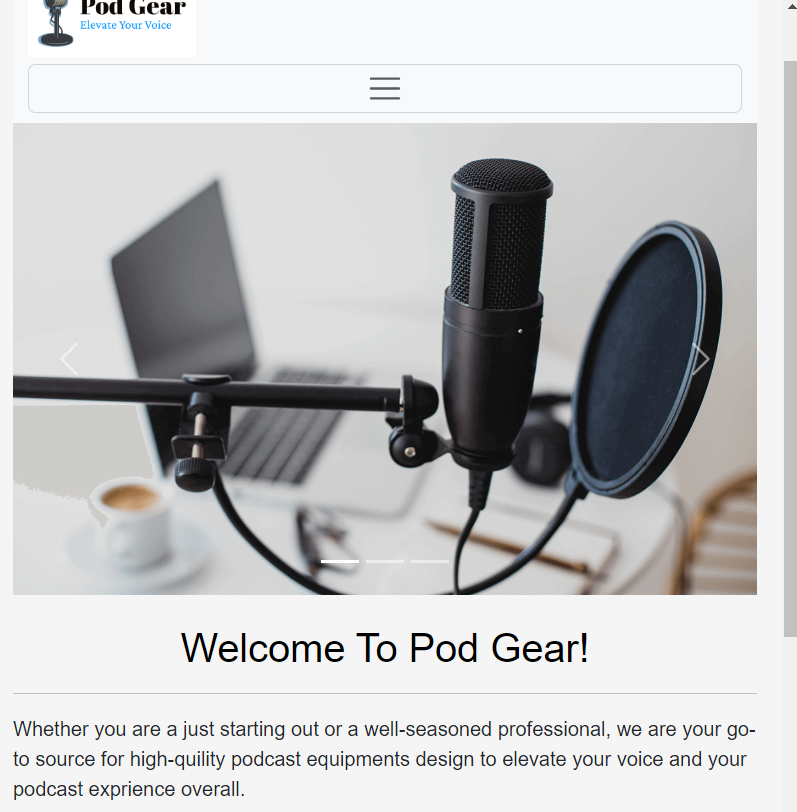 Pod Gear
Elevate Your Voice
Welcome To Pod Gear!
Whether you are a just starting out or a well-seasoned professional, we are your go-
to source for high-quility podcast equipments design to elevate your voice and your
podcast exprience overall.